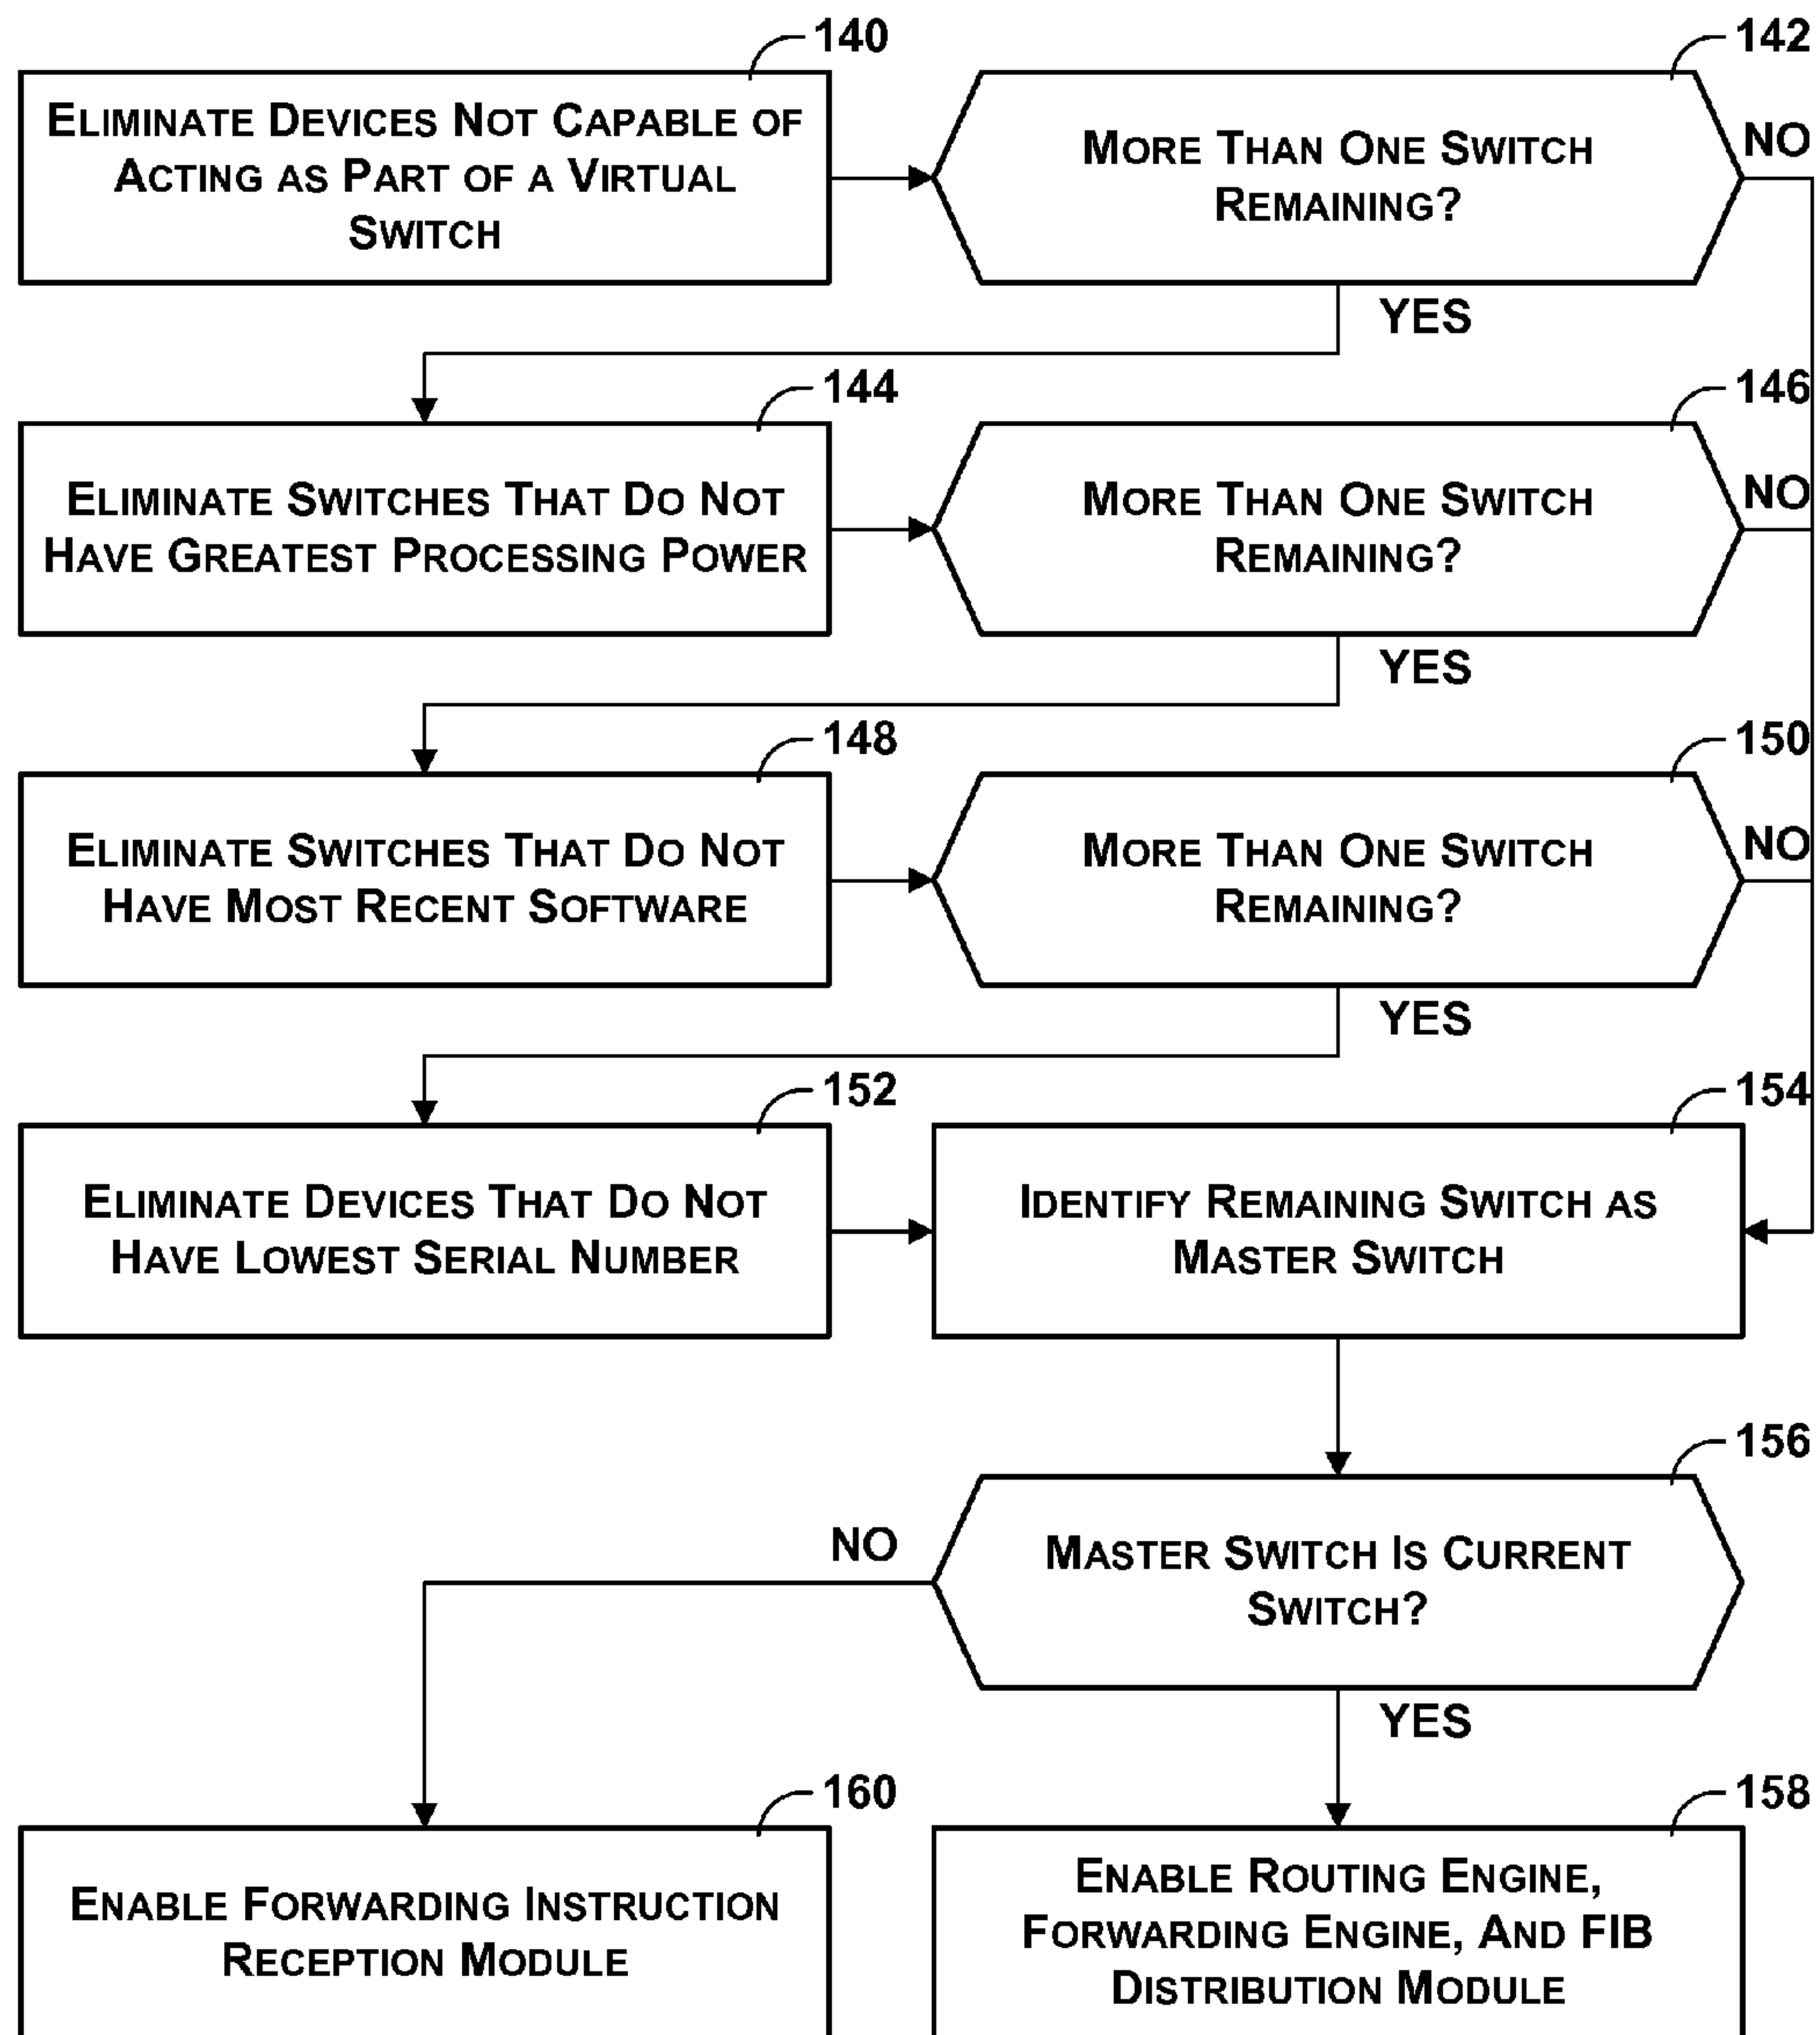 140
ELIMINATE DEVICES NOT CAPABLE OF
ACTING AS PART OF A VIRTUAL
SWITCH
142
MORE THAN ONE SWITCH
REMAINING?
NO
YES
144
ELIMINATE SWITCHES THAT DO NOT
HAVE GREATEST PROCESSING POWER
146
MORE THAN ONE SWITCH
REMAINING?
NO
YES
148
ELIMINATE SWITCHES THAT DO NOT
HAVE MOST RECENT SOFTWARE
150
MORE THAN ONE SWITCH
REMAINING?
NO
YES
152
ELIMINATE DEVICES THAT DO NOT
HAVE LOWEST SERIAL NUMBER
154
IDENTIFY REMAINING SWITCH AS
MASTER SWITCH
156
MASTER SWITCH IS CURRENT
SWITCH?
NO
YES
160
ENABLE FORWARDING INSTRUCTION
RECEPTION MODULE
158
ENABLE ROUTING ENGINE,
FORWARDING ENGINE, AND FIB
DISTRIBUTION MODULE